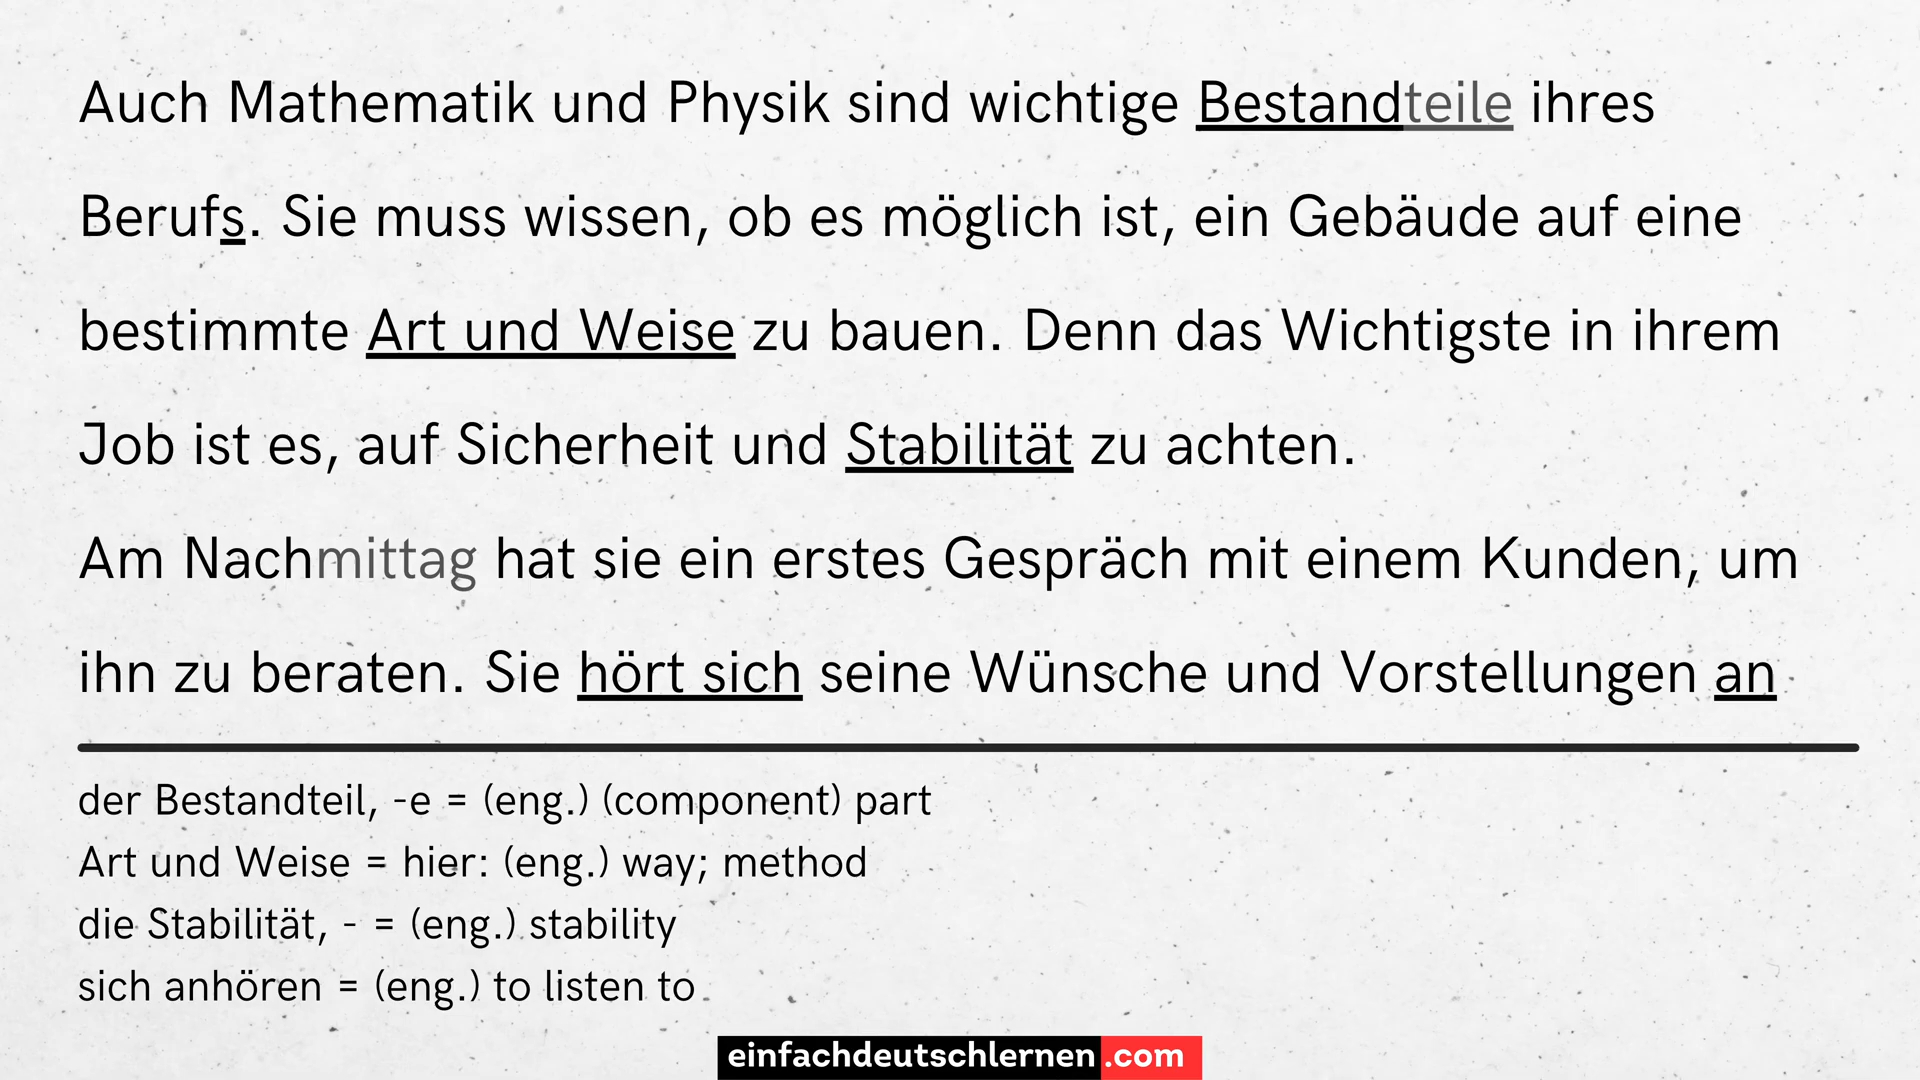 Auch Mathematik und Physik sind wichtige Bestandteile ihres
Berufs. Sie muss wissen, ob es möglich ist, ein Gebäude auf eine
bestimmte Art und Weise zu bauen. Denn das Wichtigste in ihrem
Job ist es, auf Sicherheit und Stabilität zu achten.
Am Nachmittag hat sie ein erstes Gespräch mit einem Kunden, um
ihn zu beraten. Sie hört sich seine Wünsche und Vorstellungen an
der Bestandteil, -e = (eng.) (component) part
Art und Weise = hier: (eng.) way; method
die Stabilität, - = (eng.) stability
sich anhören = (eng.) to listen to
einfachdeutschlernen.com